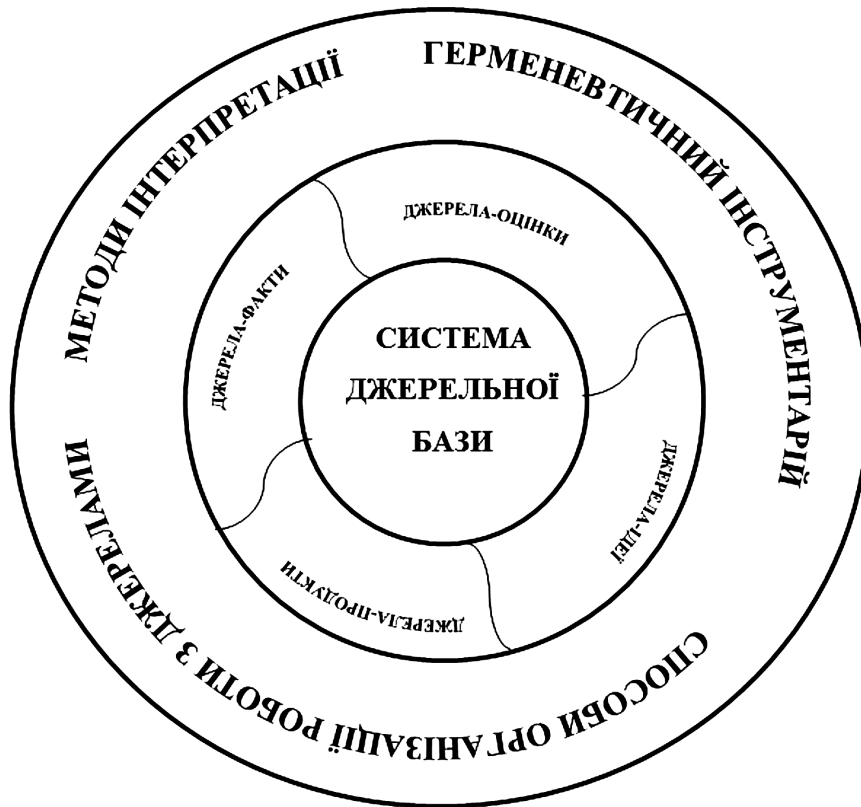 МЕТОДИ ІНТЕРПРЕТАЦІЇ
ГЕРМЕНЕВТИЧНИЙ ІНСТРУМЕНТАРІЙ
СПОСОБИ ОРГАНІЗАЦІЇ РОБОТИ З ДЖЕРЕЛАМИ
ДЖЕРЕЛА-ФАКТИ
ДЖЕРЕЛА-ОЦІНКИ
ДЖЕРЕЛА-ІДЕЇ
ДЖЕРЕЛА-ПРОДУКТИ
СИСТЕМА
ДЖЕРЕЛЬНОЇ
БАЗИ